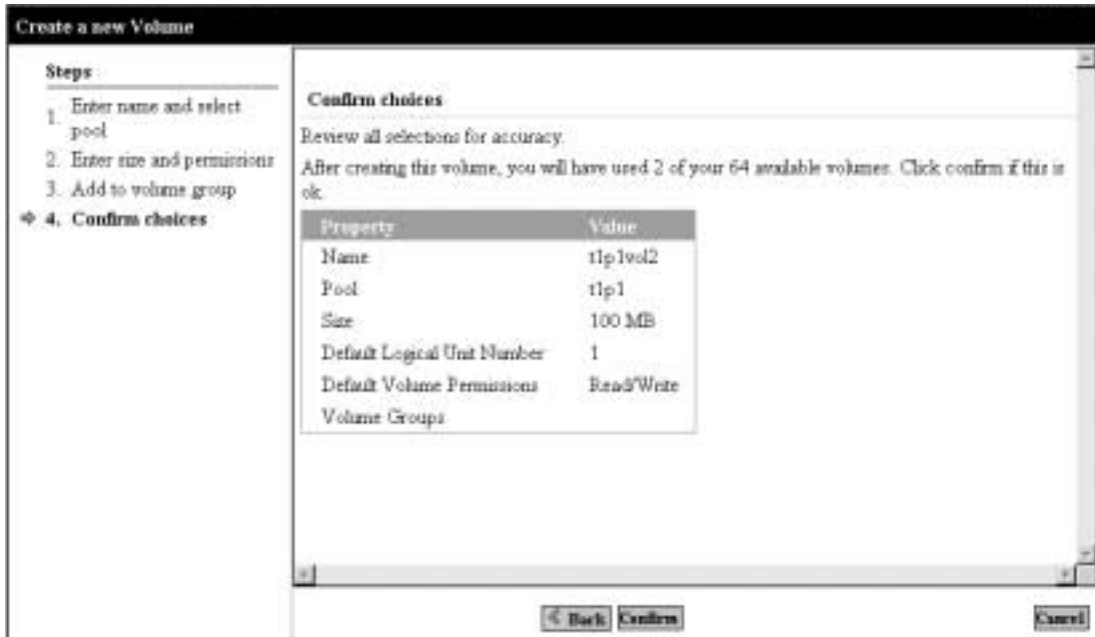 Create a new Volume
Steps
1. Enter name and select
pool
2. Enter size and permissions
3. Add to volume group
4. Confirm choices
Confirm choices
Review all selections for accuracy.
After creating this volume, you will have used 2 of your 64 available volumes. Click confirm if this is
ok.
Property Value
Name t1p1vol2
Pool t1p1
Size 100 MB
Default Logical Unit Number 1
Default Volume Permissions Read/Write
Volume Groups
Back Confirm Cancel